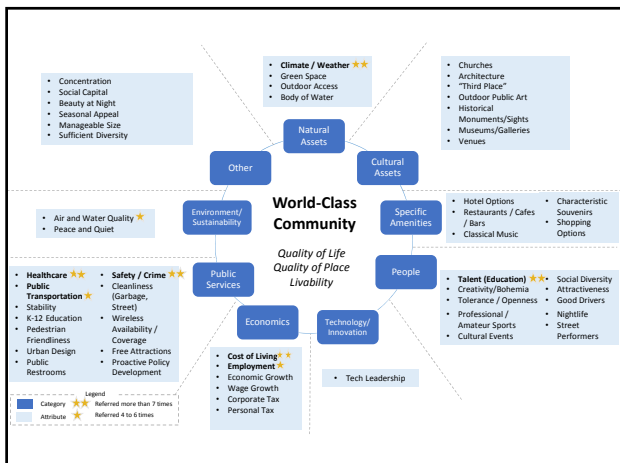 • Concentration
• Social Capital
• Beauty at Night
• Seasonal Appeal
• Manageable Size
• Sufficient Diversity
• Climate / Weather
• Green Space
• Outdoor Access
• Body of Water
• Churches
• Architecture
• “Third Place”
• Outdoor Public Art
• Historical
Monuments/Sights
• Museums/Galleries
• Venues
Natural
Assets
Other
Cultural
Assets
• Air and Water Quality
• Peace and Quiet
Environment/
Sustainability
World-Class
Community
Quality of Life
Quality of Place
Livability
Specific
Amenities
• Hotel Options
• Restaurants / Cafes
/ Bars
• Classical Music
• Characteristic
Souvenirs
• Shopping
Options
Public
Services
People
Economics
Technology/
Innovation
• Healthcare
• Public
Transportation
• Stability
• K-12 Education
• Pedestrian
Friendliness
• Urban Design
• Public
Restrooms
• Safety / Crime
• Cleanliness
(Garbage,
Street)
• Wireless
Availability /
Coverage
• Free Attractions
• Proactive Policy
Development
• Talent (Education)
• Creativity/Bohemia
• Tolerance / Openness
• Professional /
Amateur Sports
• Cultural Events
• Social Diversity
• Attractiveness
• Good Drivers
• Nightlife
• Street
Performers
• Cost of Living
• Employment
• Economic Growth
• Wage Growth
• Corporate Tax
• Personal Tax
• Tech Leadership
Legend
Category
Referred more than 7 times
Attribute
Referred 4 to 6 times